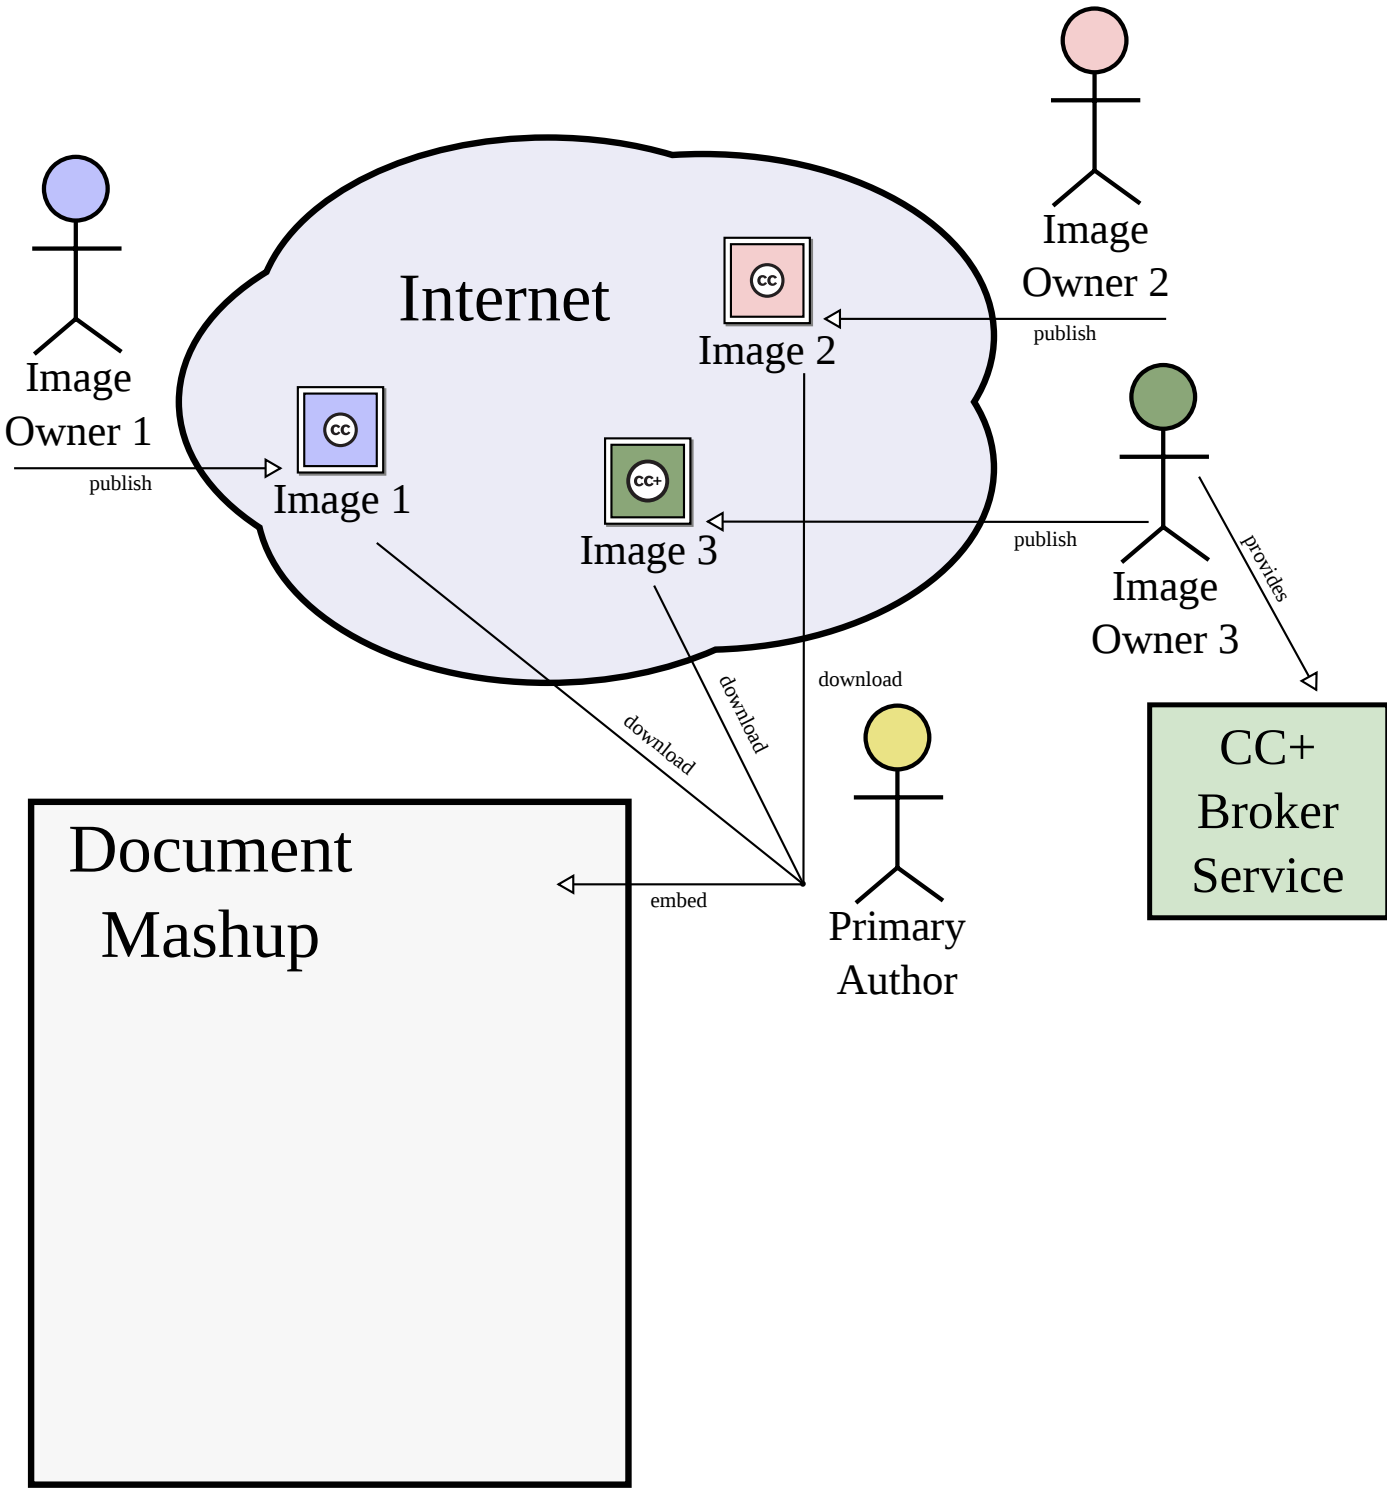 Image
Owner 2
publish
Internet
CC
Image 2
Image
Owner 1
publish
CC
Image 1
CC+
Image 3
publish
Image
Owner 3
provides
download
download
download
CC+
Broker
Service
Document
Mashup
embed
Primary
Author